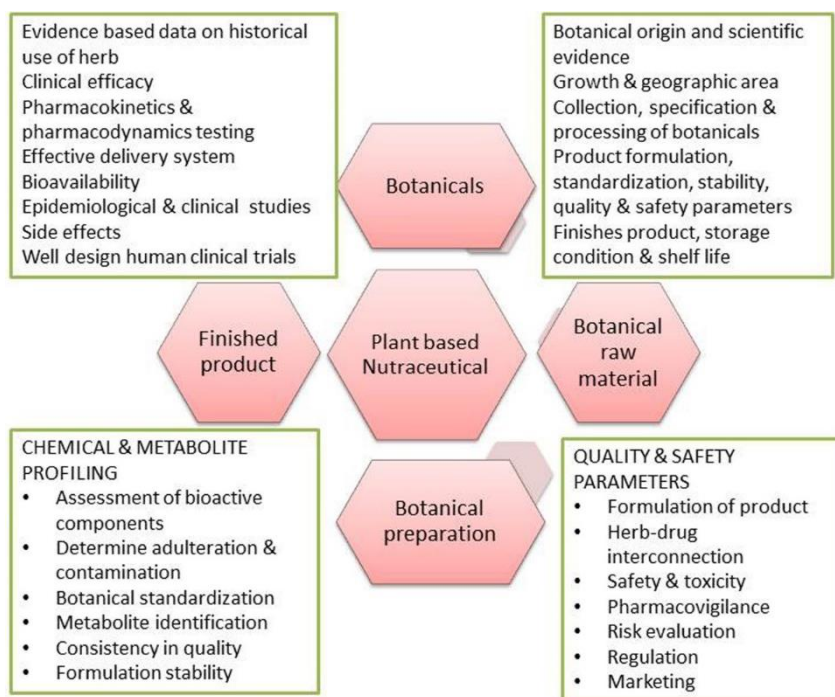 Evidence based data on historical
use of herb
Clinical efficacy
Pharmacokinetics &
pharmacodynamics testing
Effective delivery system
Bioavailability
Epidemiological & clinical studies
Side effects
Well design human clinical trials
Botanical origin and scientific
evidence
Growth & geographic area
Collection, specification &
processing of botanicals
Product formulation,
standardization, stability,
quality & safety parameters
Finishes product, storage
condition & shelf life
Botanicals
Finished
product
Plant based
Nutraceutical
Botanical
raw
material
Botanical
preparation
CHEMICAL & METABOLITE
PROFILING
• Assessment of bioactive
components
• Determine adulteration &
contamination
• Botanical standardization
• Metabolite identification
• Consistency in quality
• Formulation stability
QUALITY & SAFETY
PARAMETERS
• Formulation of product
• Herb-drug
interconnection
• Safety & toxicity
• Pharmacovigilance
• Risk evaluation
• Regulation
• Marketing